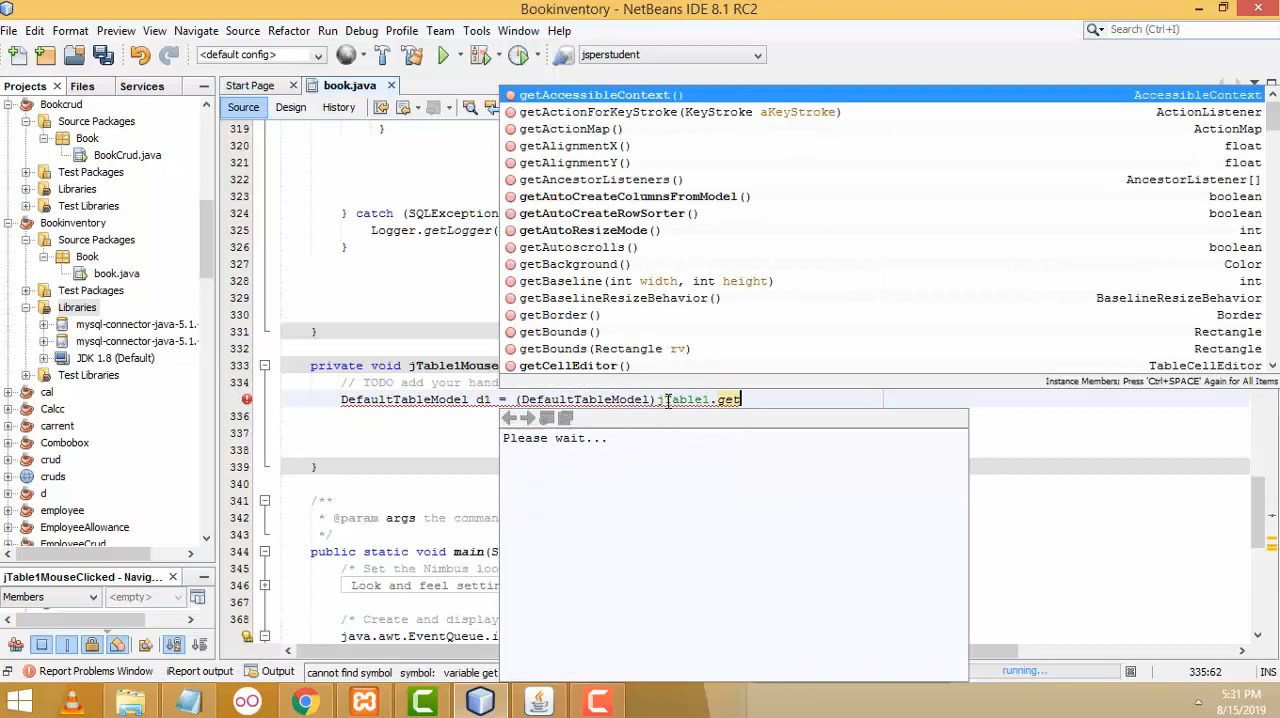 Bookinventory - NetBeans IDE 8.1 RC2
File Edit Format Preview View Navigate Source Refactor Run Debug Profile Team Tools Window Help
Search (Ctrl+I)
<default config>
jsperstudent
Projects Files Services
Start Page
book.java
Source Design History
Bookcrud
Source Packages
Book
BookCrud.java
Test Packages
Libraries
Test Libraries
Bookinventory
Source Packages
Book
book.java
Test Packages
Libraries
mysql-connector-java-5.1.
mysql-connector-java-5.1.
JDK 1.8 (Default)
Test Libraries
cal
Calcc
carrent
Combobox
crud
cruds
d
employee
EmployeeAllowance
EmployeeCrud
319 }
320
321
322
323
324 } catch (SQLException
325 Logger.getLogger(
326 }
327
328
329
330
331 }
332
333 private void jTable1Mouse
334 // TODO add your hand
DefaultTableModel d1 = (DefaultTableModel)jTable1.get
336
337
338
339 }
340
341 /**
342 * @param args the comman
343 */
344 public static void main(S
345 /* Set the Nimbus loo
346 Look and feel settin
367
368 /* Create and display
java.awt.EventQueue.i
getAccessibleContext() AccessibleContext
getActionForKeyStroke(KeyStroke aKeyStroke) ActionListener
getActionMap() ActionMap
getAlignmentX() float
getAlignmentY() float
getAncestorListeners() AncestorListener[]
getAutoCreateColumnsFromModel() boolean
getAutoCreateRowSorter() boolean
getAutoResizeMode() int
getAutoscrolls() boolean
getBackground() Color
getBaseline(int width, int height) int
getBaselineResizeBehavior() BaselineResizeBehavior
getBorder() Border
getBounds() Rectangle
getBounds(Rectangle rv) Rectangle
getCellEditor() TableCellEditor
Instance Members; Press 'Ctrl+SPACE' Again for All Items
Please wait...
jTable1MouseClicked - Navig...
Members
<empty>
Report Problems Window
iReport output
Output
cannot find symbol symbol: variable get
running...
335:62
INS
5:31 PM
8/15/2019